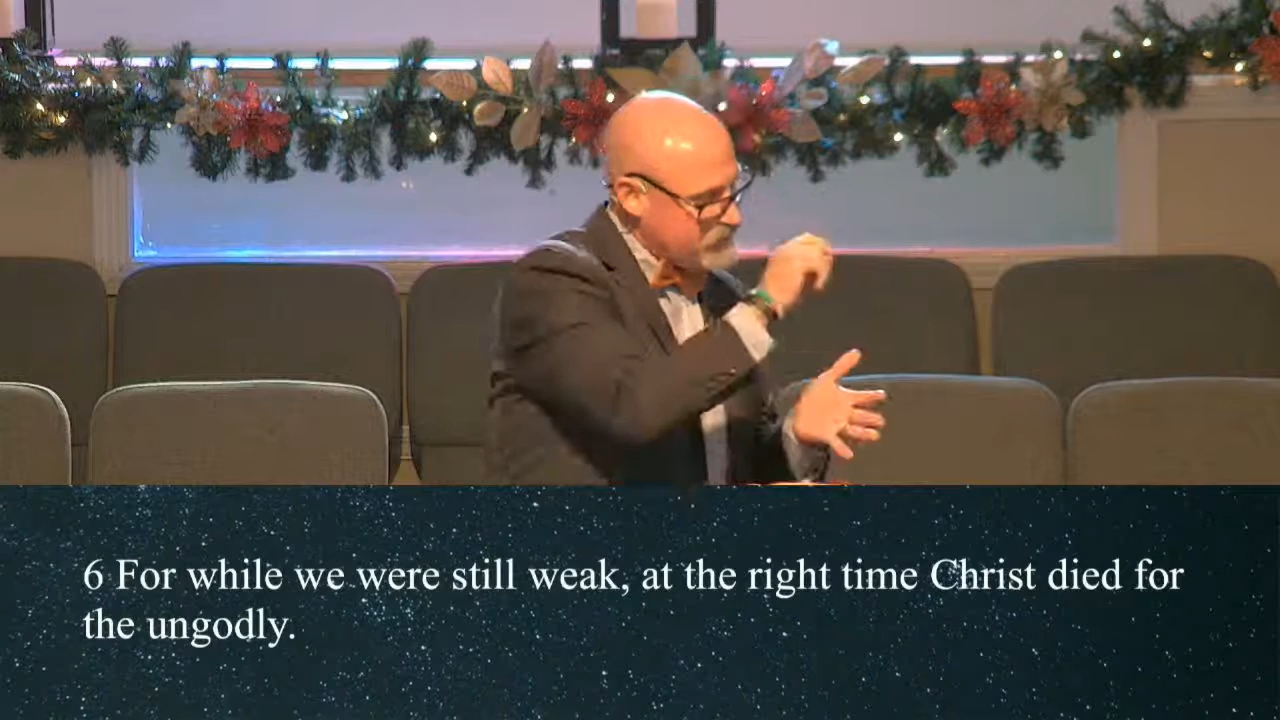 6 For while we were still weak, at the right time Christ died for
the ungodly.